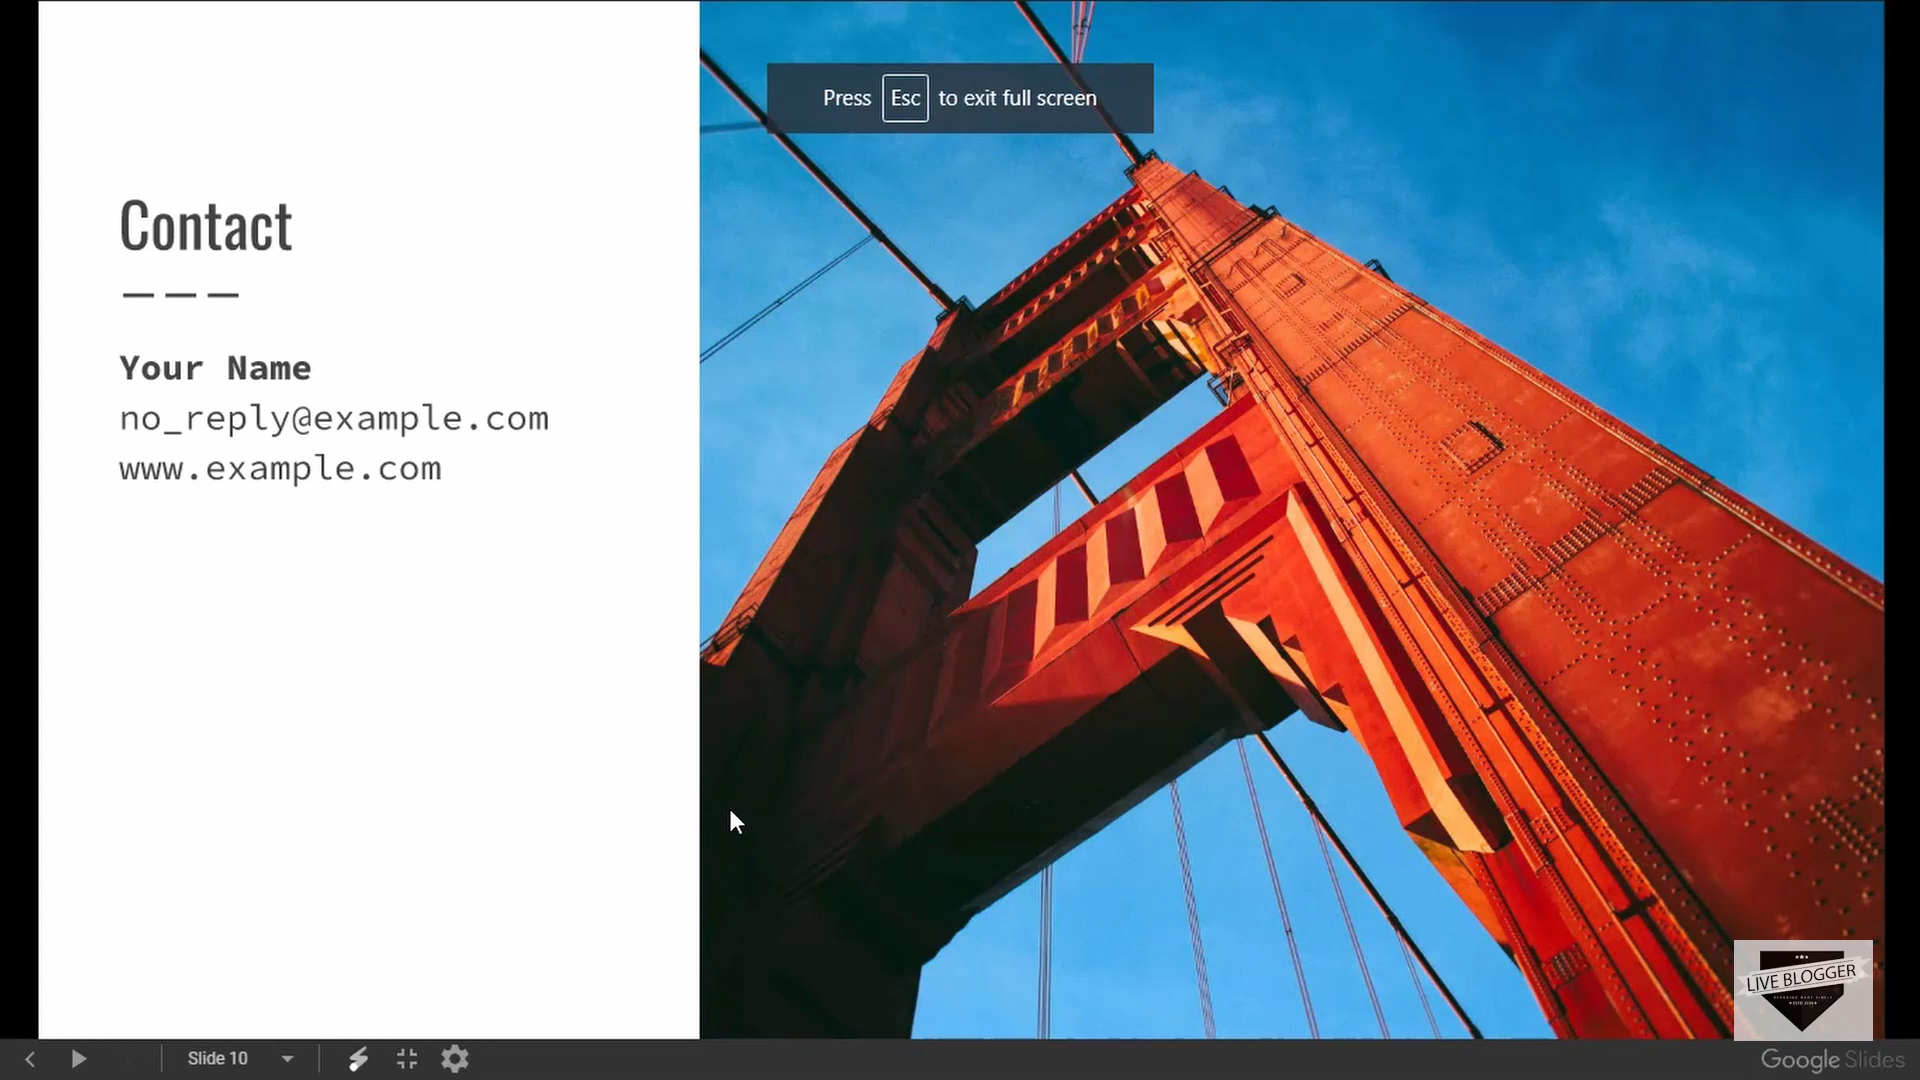 Press Esc to exit full screen
Contact
Your Name
no_reply@example.com
www.example.com
LIVE BLOGGER
Slide 10
Google Slides